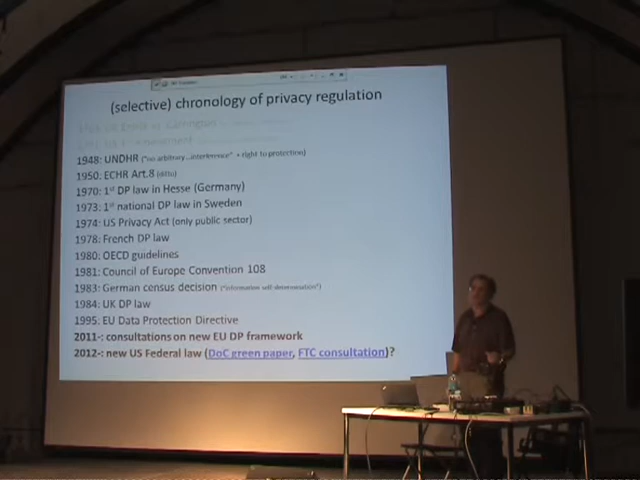 (selective) chronology of privacy regulation
1948: UNDHR ("no arbitrary...interference" + right to protection)
1950: ECHR Art.8 (ditto)
1970: 1st DP law in Hesse (Germany)
1973: 1st national DP law in Sweden
1974: US Privacy Act (only public sector)
1978: French DP law
1980: OECD guidelines
1981: Council of Europe Convention 108
1983: German census decision ("information self-determination")
1984: UK DP law
1995: EU Data Protection Directive
2011-: consultations on new EU DP framework
2012-: new US Federal law (DoC green paper, FTC consultation)?